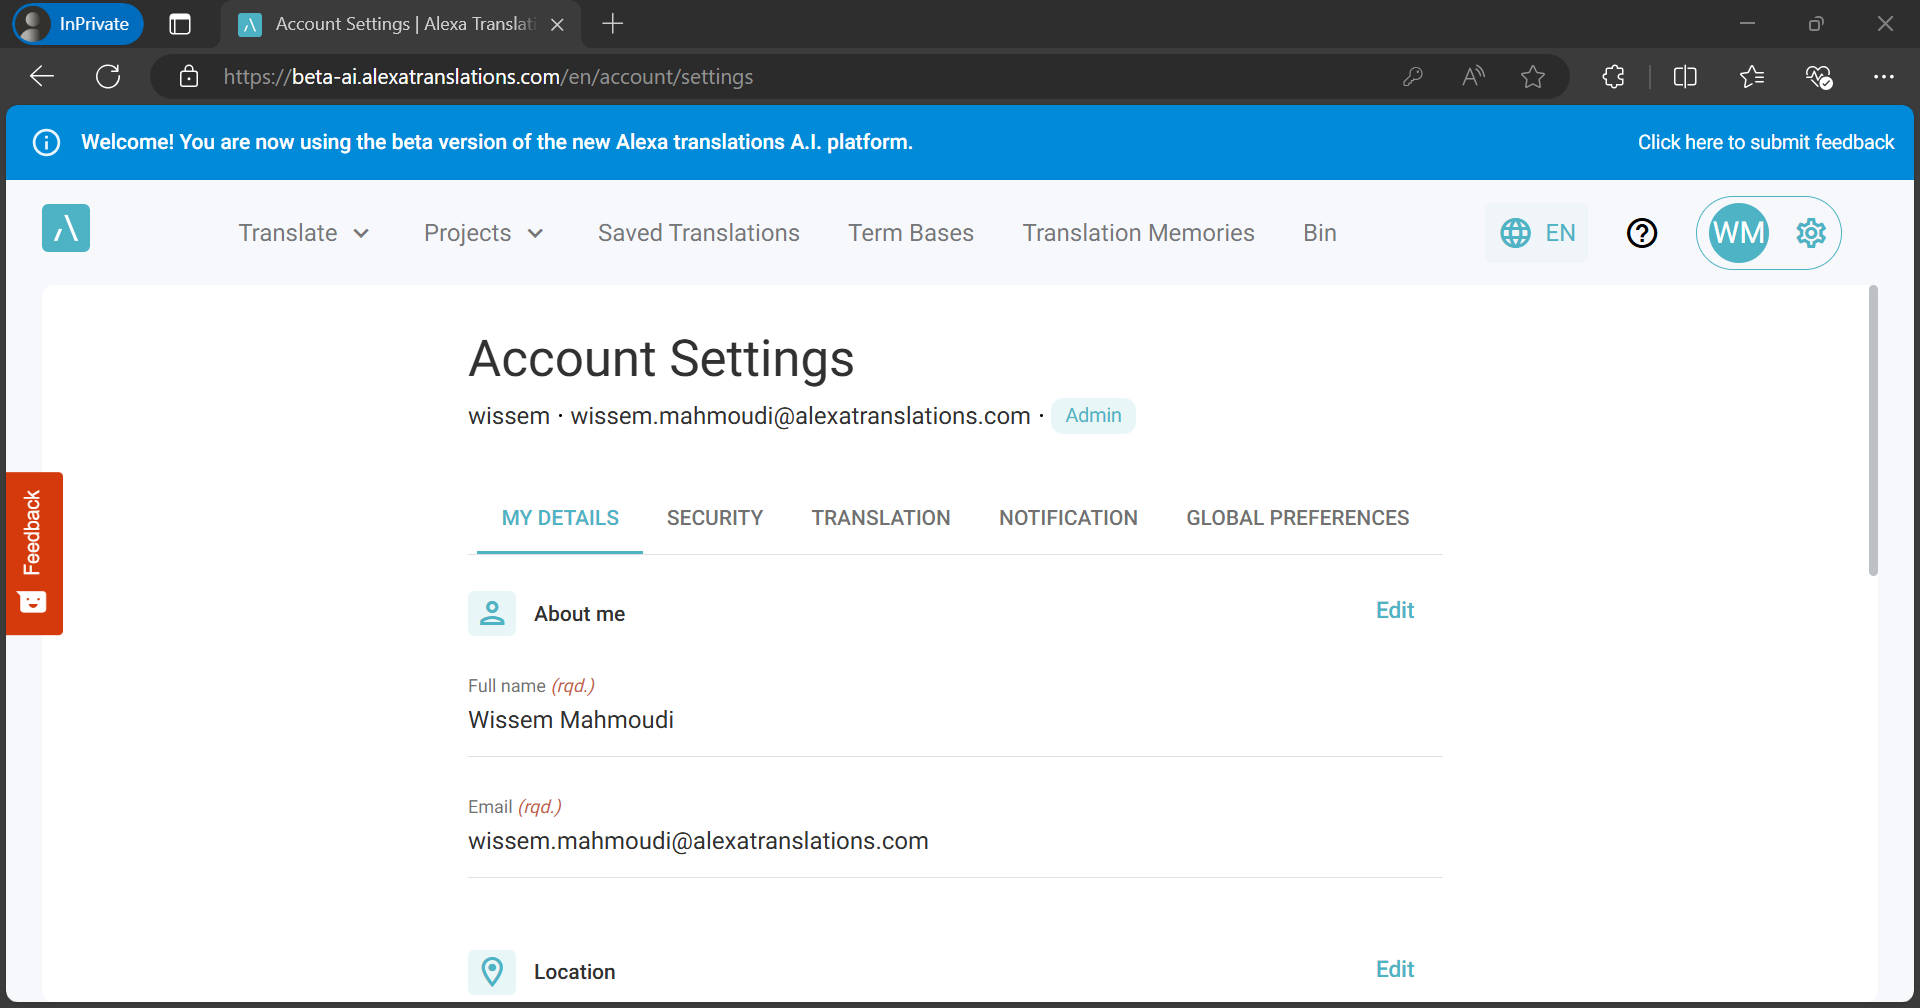 InPrivate
Account Settings | Alexa Translati
https://beta-ai.alexatranslations.com/en/account/settings
Welcome! You are now using the beta version of the new Alexa translations A.I. platform.
Click here to submit feedback
Translate
Projects
Saved Translations
Term Bases
Translation Memories
Bin
EN
WM
Account Settings
wissem · wissem.mahmoudi@alexatranslations.com · Admin
Feedback
MY DETAILS
SECURITY
TRANSLATION
NOTIFICATION
GLOBAL PREFERENCES
About me
Edit
Full name (rqd.)
Wissem Mahmoudi
Email (rqd.)
wissem.mahmoudi@alexatranslations.com
Location
Edit